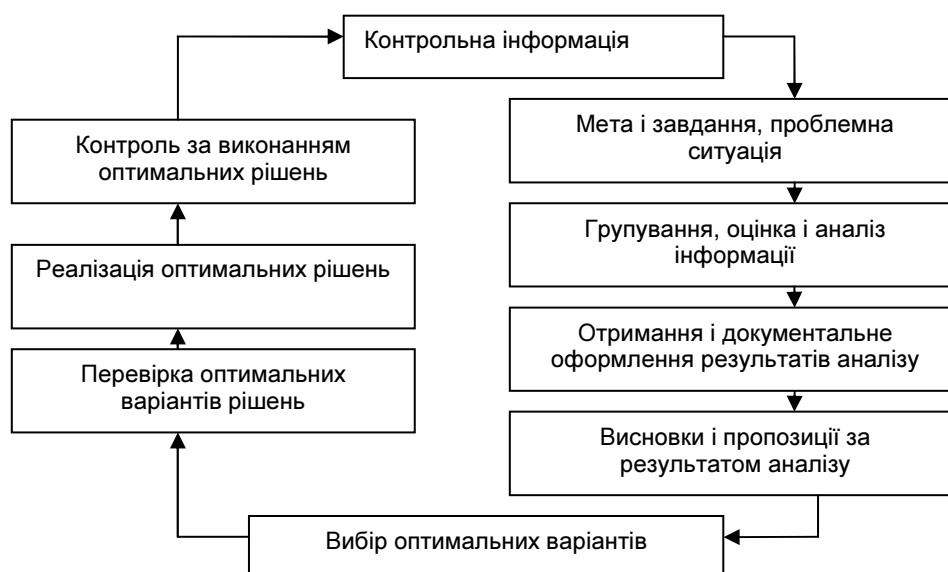 Контрольна інформація
Мета і завдання, проблемна
ситуація
Групування, оцінка і аналіз
інформації
Отримання і документальне
оформлення результатів аналізу
Висновки і пропозиції за
результатом аналізу
Вибір оптимальних варіантів
Перевірка оптимальних
варіантів рішень
Реалізація оптимальних рішень
Контроль за виконанням
оптимальних рішень